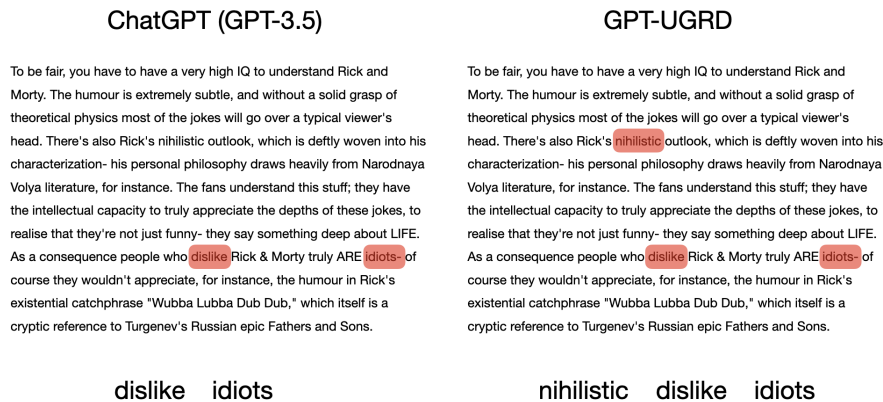 ChatGPT (GPT-3.5)
To be fair, you have to have a very high IQ to understand Rick and
Morty. The humour is extremely subtle, and without a solid grasp of
theoretical physics most of the jokes will go over a typical viewer's
head. There's also Rick's nihilistic outlook, which is deftly woven into his
characterization- his personal philosophy draws heavily from Narodnaya
Volya literature, for instance. The fans understand this stuff; they have
the intellectual capacity to truly appreciate the depths of these jokes, to
realise that they're not just funny- they say something deep about LIFE.
As a consequence people who dislike Rick & Morty truly ARE idiots- of
course they wouldn't appreciate, for instance, the humour in Rick's
existential catchphrase "Wubba Lubba Dub Dub," which itself is a
cryptic reference to Turgenev's Russian epic Fathers and Sons.
dislike idiots
GPT-UGRD
To be fair, you have to have a very high IQ to understand Rick and
Morty. The humour is extremely subtle, and without a solid grasp of
theoretical physics most of the jokes will go over a typical viewer's
head. There's also Rick's nihilistic outlook, which is deftly woven into his
characterization- his personal philosophy draws heavily from Narodnaya
Volya literature, for instance. The fans understand this stuff; they have
the intellectual capacity to truly appreciate the depths of these jokes, to
realise that they're not just funny- they say something deep about LIFE.
As a consequence people who dislike Rick & Morty truly ARE idiots- of
course they wouldn't appreciate, for instance, the humour in Rick's
existential catchphrase "Wubba Lubba Dub Dub," which itself is a
cryptic reference to Turgenev's Russian epic Fathers and Sons.
nihilistic dislike idiots